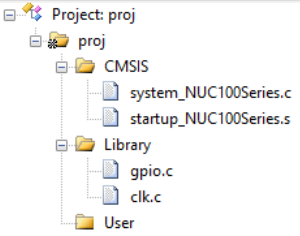 Project: proj
proj
CMSIS
system_NUC100Series.c
startup_NUC100Series.s
Library
gpio.c
clk.c
User